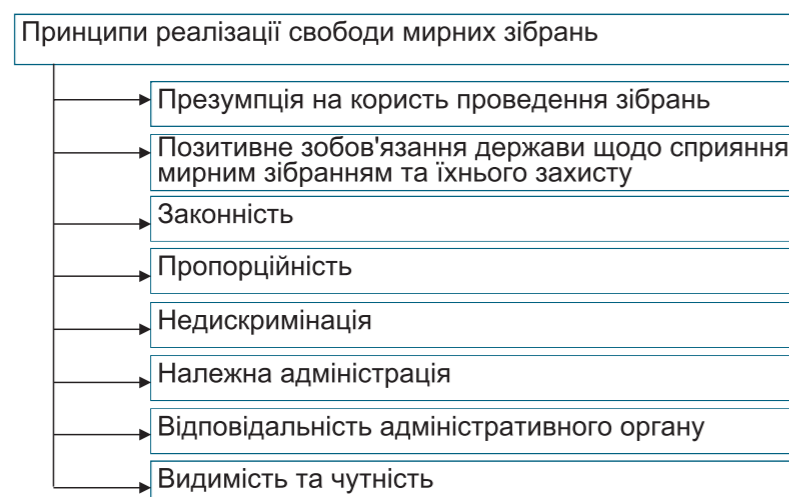 Принципи реалізації свободи мирних зібрань
Презумпція на користь проведення зібрань
Позитивне зобов'язання держави щодо сприяння
мирним зібранням та їхнього захисту
Законність
Пропорційність
Недискримінація
Належна адміністрація
Відповідальність адміністративного органу
Видимість та чутність